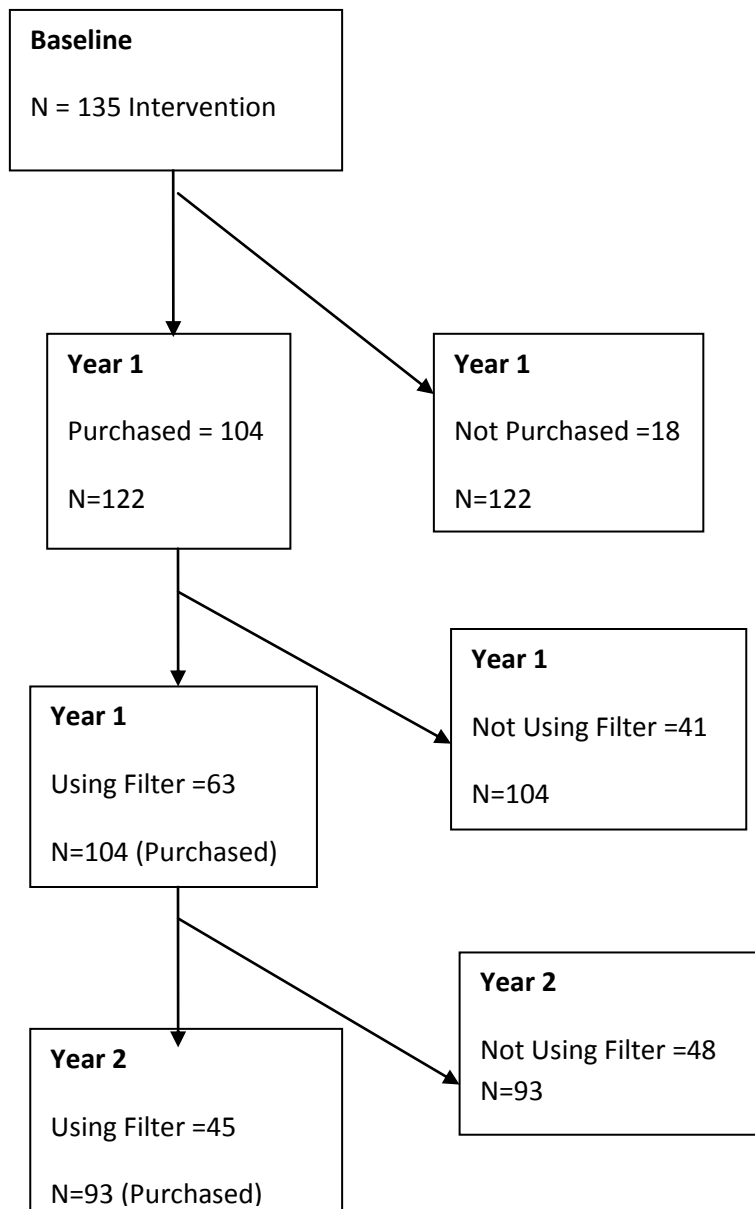 Baseline
N = 135 Intervention
Year 1
Purchased = 104
N=122
Year 1
Not Purchased =18
N=122
Year 1
Not Using Filter =41
N=104
Year 1
Using Filter =63
N=104 (Purchased)
Year 2
Not Using Filter =48
N=93
Year 2
Using Filter =45
N=93 (Purchased)